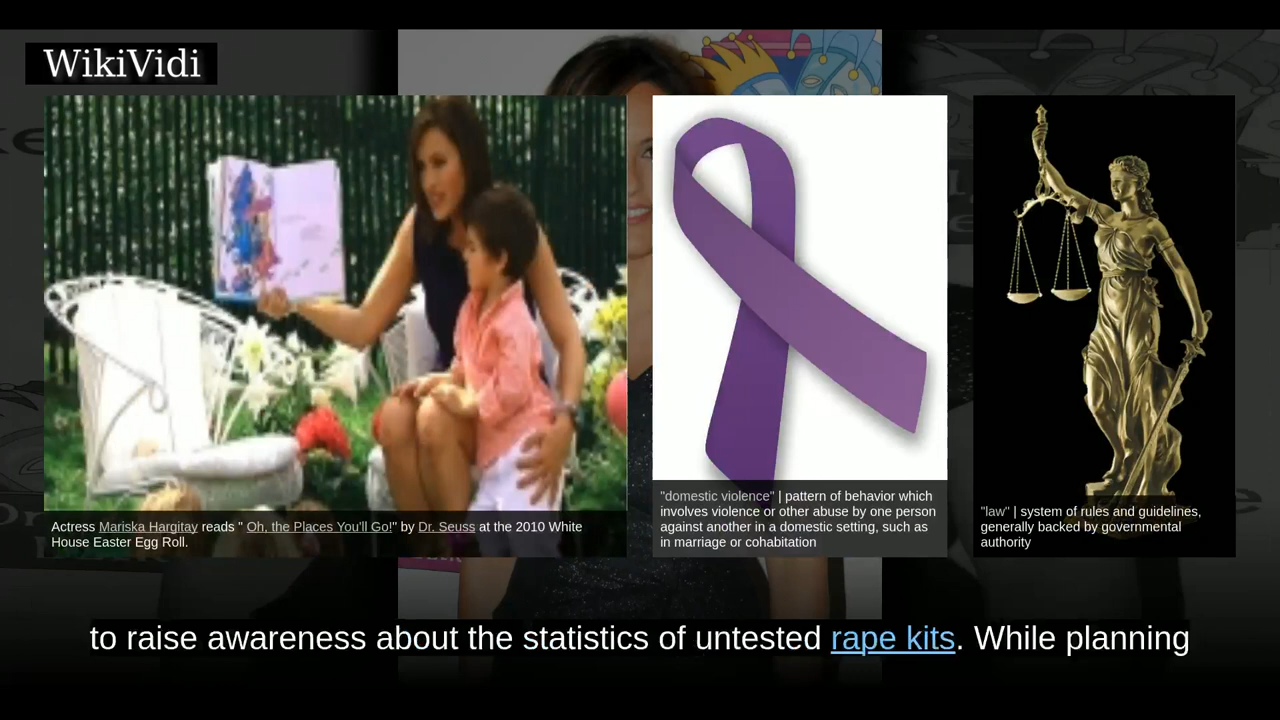 WikiVidi
Actress Mariska Hargitay reads " Oh, the Places You'll Go!" by Dr. Seuss at the 2010 White
House Easter Egg Roll.
"domestic violence" | pattern of behavior which
involves violence or other abuse by one person
against another in a domestic setting, such as
in marriage or cohabitation
"law" | system of rules and guidelines,
generally backed by governmental
authority
to raise awareness about the statistics of untested rape kits. While planning